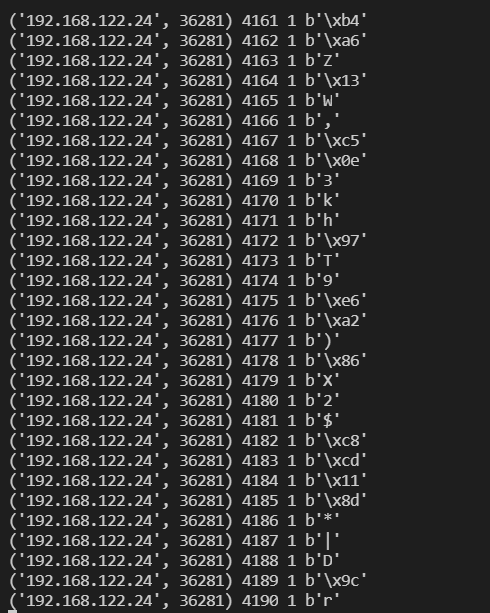 ('192.168.122.24', 36281) 4161 1 b'\xb4'
('192.168.122.24', 36281) 4162 1 b'\xa6'
('192.168.122.24', 36281) 4163 1 b'Z'
('192.168.122.24', 36281) 4164 1 b'\x13'
('192.168.122.24', 36281) 4165 1 b'W'
('192.168.122.24', 36281) 4166 1 b','
('192.168.122.24', 36281) 4167 1 b'\xc5'
('192.168.122.24', 36281) 4168 1 b'\x0e'
('192.168.122.24', 36281) 4169 1 b'3'
('192.168.122.24', 36281) 4170 1 b'k'
('192.168.122.24', 36281) 4171 1 b'h'
('192.168.122.24', 36281) 4172 1 b'\x97'
('192.168.122.24', 36281) 4173 1 b'T'
('192.168.122.24', 36281) 4174 1 b'9'
('192.168.122.24', 36281) 4175 1 b'\xe6'
('192.168.122.24', 36281) 4176 1 b'\xa2'
('192.168.122.24', 36281) 4177 1 b')'
('192.168.122.24', 36281) 4178 1 b'\x86'
('192.168.122.24', 36281) 4179 1 b'X'
('192.168.122.24', 36281) 4180 1 b'2'
('192.168.122.24', 36281) 4181 1 b'$'
('192.168.122.24', 36281) 4182 1 b'\xc8'
('192.168.122.24', 36281) 4183 1 b'\xcd'
('192.168.122.24', 36281) 4184 1 b'\x11'
('192.168.122.24', 36281) 4185 1 b'\x8d'
('192.168.122.24', 36281) 4186 1 b'*'
('192.168.122.24', 36281) 4187 1 b'|'
('192.168.122.24', 36281) 4188 1 b'D'
('192.168.122.24', 36281) 4189 1 b'\x9c'
('192.168.122.24', 36281) 4190 1 b'r'